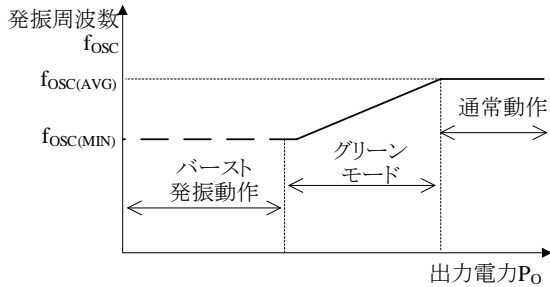 発振周波数
fOSC
fOSC(AVG)
fOSC(MIN)
通常動作
グリーン
モード
バースト
発振動作
出力電力PO